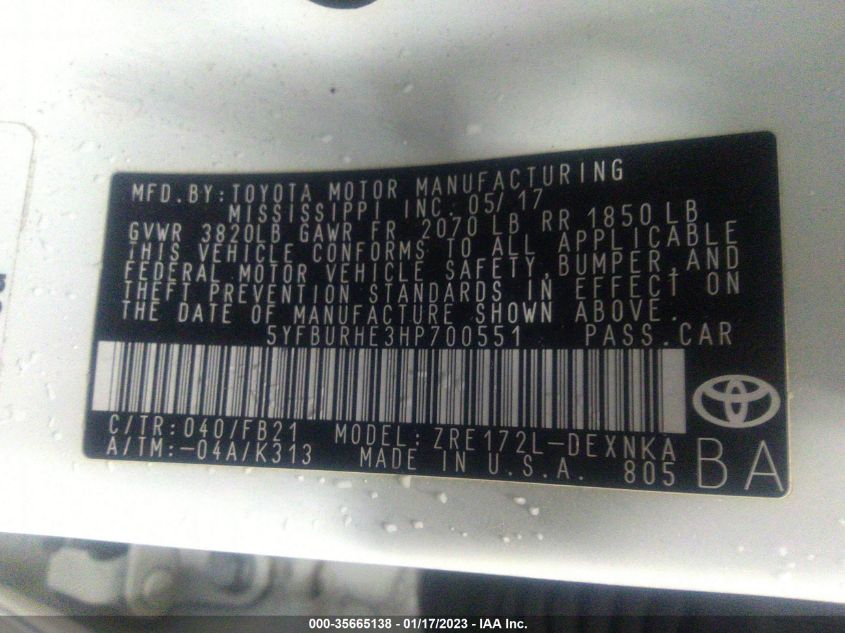 MFD.BY:TOYOTA MOTOR MANUFACTURING
MISSISSIPPI INC. 05/17
GVWR 3820LB GAWR FR 2070 LB RR 1850 LB
THIS VEHICLE CONFORMS TO ALL APPLICABLE
FEDERAL MOTOR VEHICLE SAFETY,BUMPER,AND
THEFT PREVENTION STANDARDS IN EFFECT ON
THE DATE OF MANUFACTURE SHOWN ABOVE.
5YFBURHE3HP700551 PASS.CAR
C/TR:040/FB21 MODEL:ZRE172L-DEXNKA
A/TM:-04A/K313 MADE IN U.S.A. 805
BA
000-35665138 - 01/17/2023 - IAA Inc.